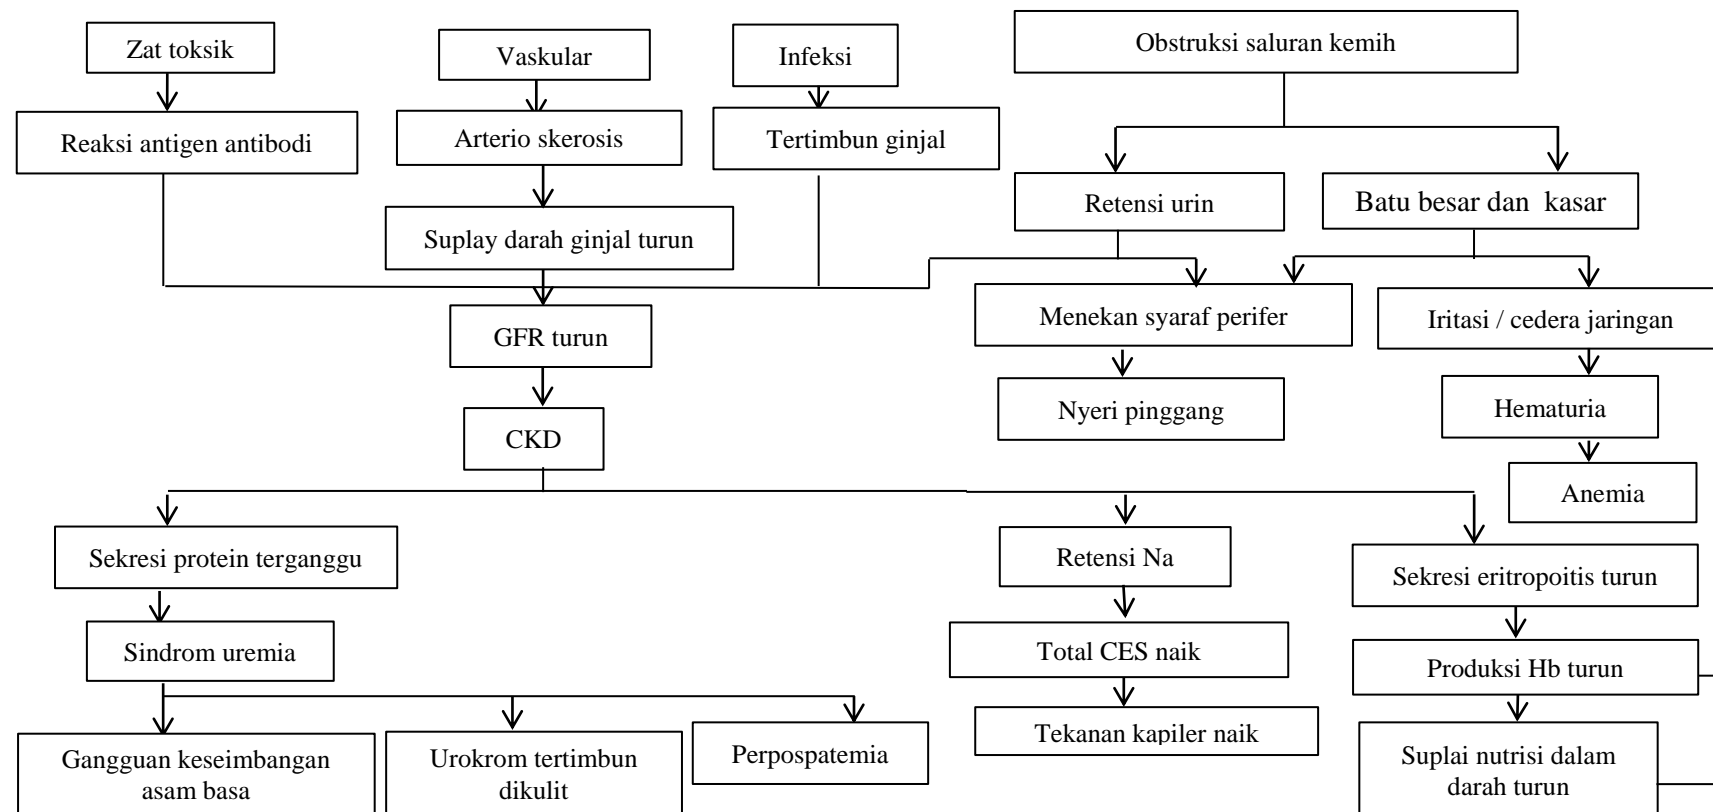 Zat toksik
Vaskular
Infeksi
Obstruksi saluran kemih
Reaksi antigen antibodi
Arterio skerosis
Tertimbun ginjal
Retensi urin
Batu besar dan kasar
Suplay darah ginjal turun
GFR turun
Menekan syaraf perifer
Iritasi / cedera jaringan
CKD
Nyeri pinggang
Hematuria
Anemia
Sekresi protein terganggu
Retensi Na
Sekresi eritropoitis turun
Sindrom uremia
Total CES naik
Produksi Hb turun
Gangguan keseimbangan
asam basa
Urokrom tertimbun
dikulit
Perpospatemia
Tekanan kapiler naik
Suplai nutrisi dalam
darah turun